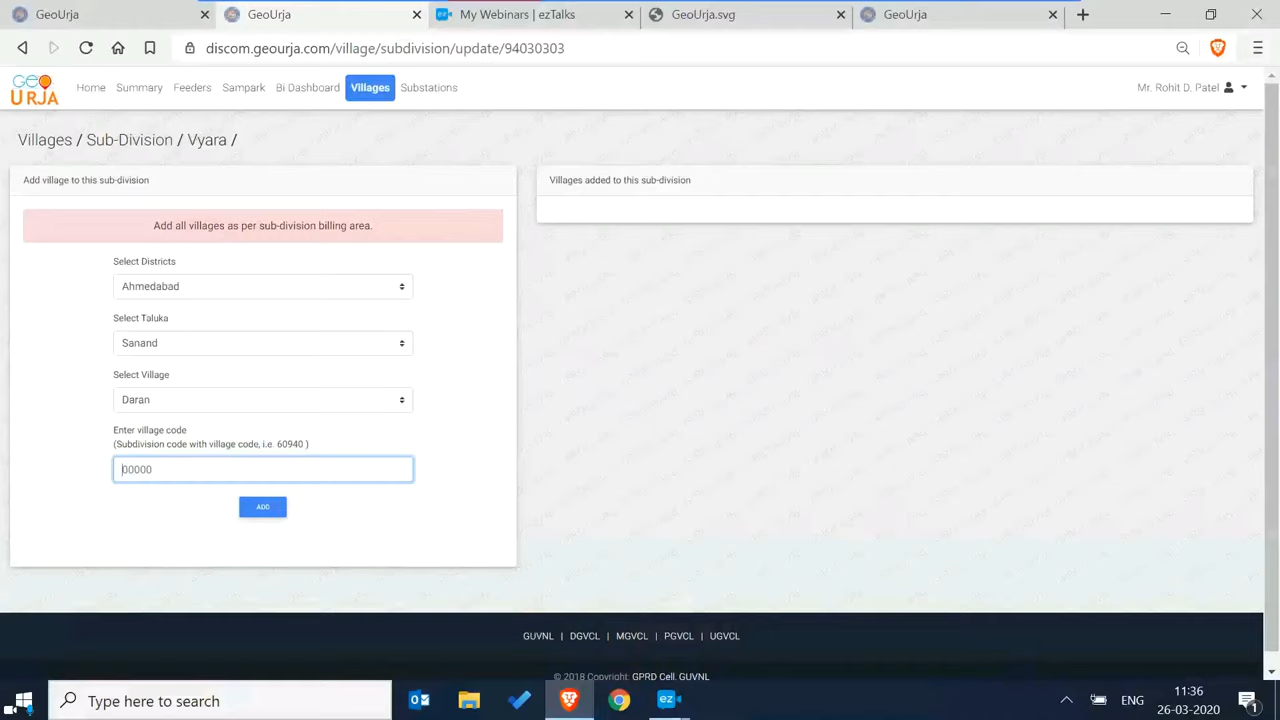 GeoUrja
GeoUrja
My Webinars | ezTalks
GeoUrja.svg
GeoUrja
discom.geourja.com/village/subdivision/update/94030303
GEO URJA
Home Summary Feeders Sampark Bi Dashboard Villages Substations
Mr. Rohit D. Patel
Villages / Sub-Division / Vyara /
Add village to this sub-division
Villages added to this sub-division
Add all villages as per sub-division billing area.
Select Districts
Ahmedabad
Select Taluka
Sanand
Select Village
Daran
Enter village code
(Subdivision code with village code, i.e. 60940 )
00000
ADD
GUVNL | DGVCL | MGVCL | PGVCL | UGVCL
© 2018 Copyright: GPRD Cell, GUVNL
Type here to search
ez
ENG
11:36
26-03-2020
1